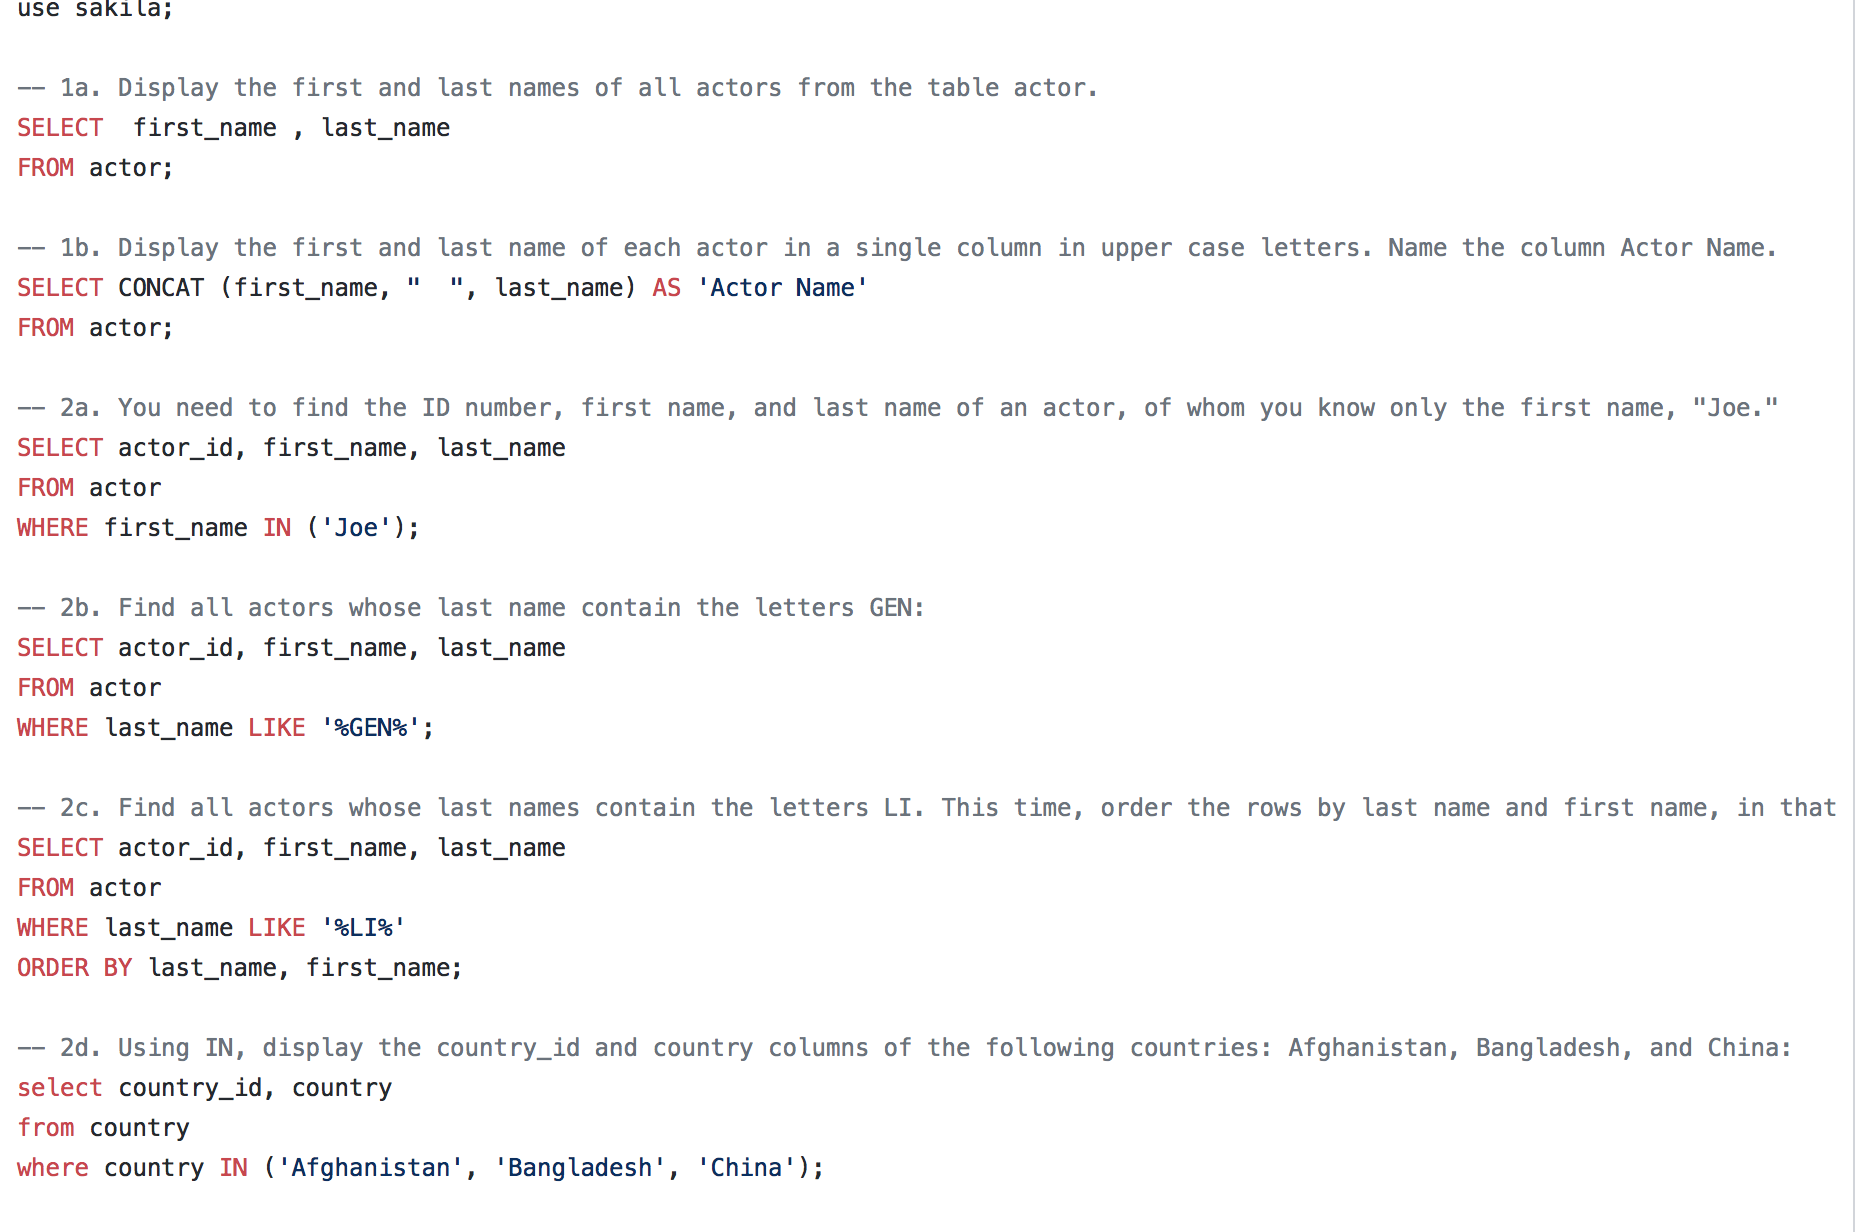 use sakila;
-- 1a. Display the first and last names of all actors from the table actor.
SELECT  first_name , last_name
FROM actor;
-- 1b. Display the first and last name of each actor in a single column in upper case letters. Name the column Actor Name.
SELECT CONCAT (first_name, "  ", last_name) AS 'Actor Name'
FROM actor;
-- 2a. You need to find the ID number, first name, and last name of an actor, of whom you know only the first name, "Joe."
SELECT actor_id, first_name, last_name
FROM actor
WHERE first_name IN ('Joe');
-- 2b. Find all actors whose last name contain the letters GEN:
SELECT actor_id, first_name, last_name
FROM actor
WHERE last_name LIKE '%GEN%';
-- 2c. Find all actors whose last names contain the letters LI. This time, order the rows by last name and first name, in that
SELECT actor_id, first_name, last_name
FROM actor
WHERE last_name LIKE '%LI%'
ORDER BY last_name, first_name;
-- 2d. Using IN, display the country_id and country columns of the following countries: Afghanistan, Bangladesh, and China:
select country_id, country
from country
where country IN ('Afghanistan', 'Bangladesh', 'China');